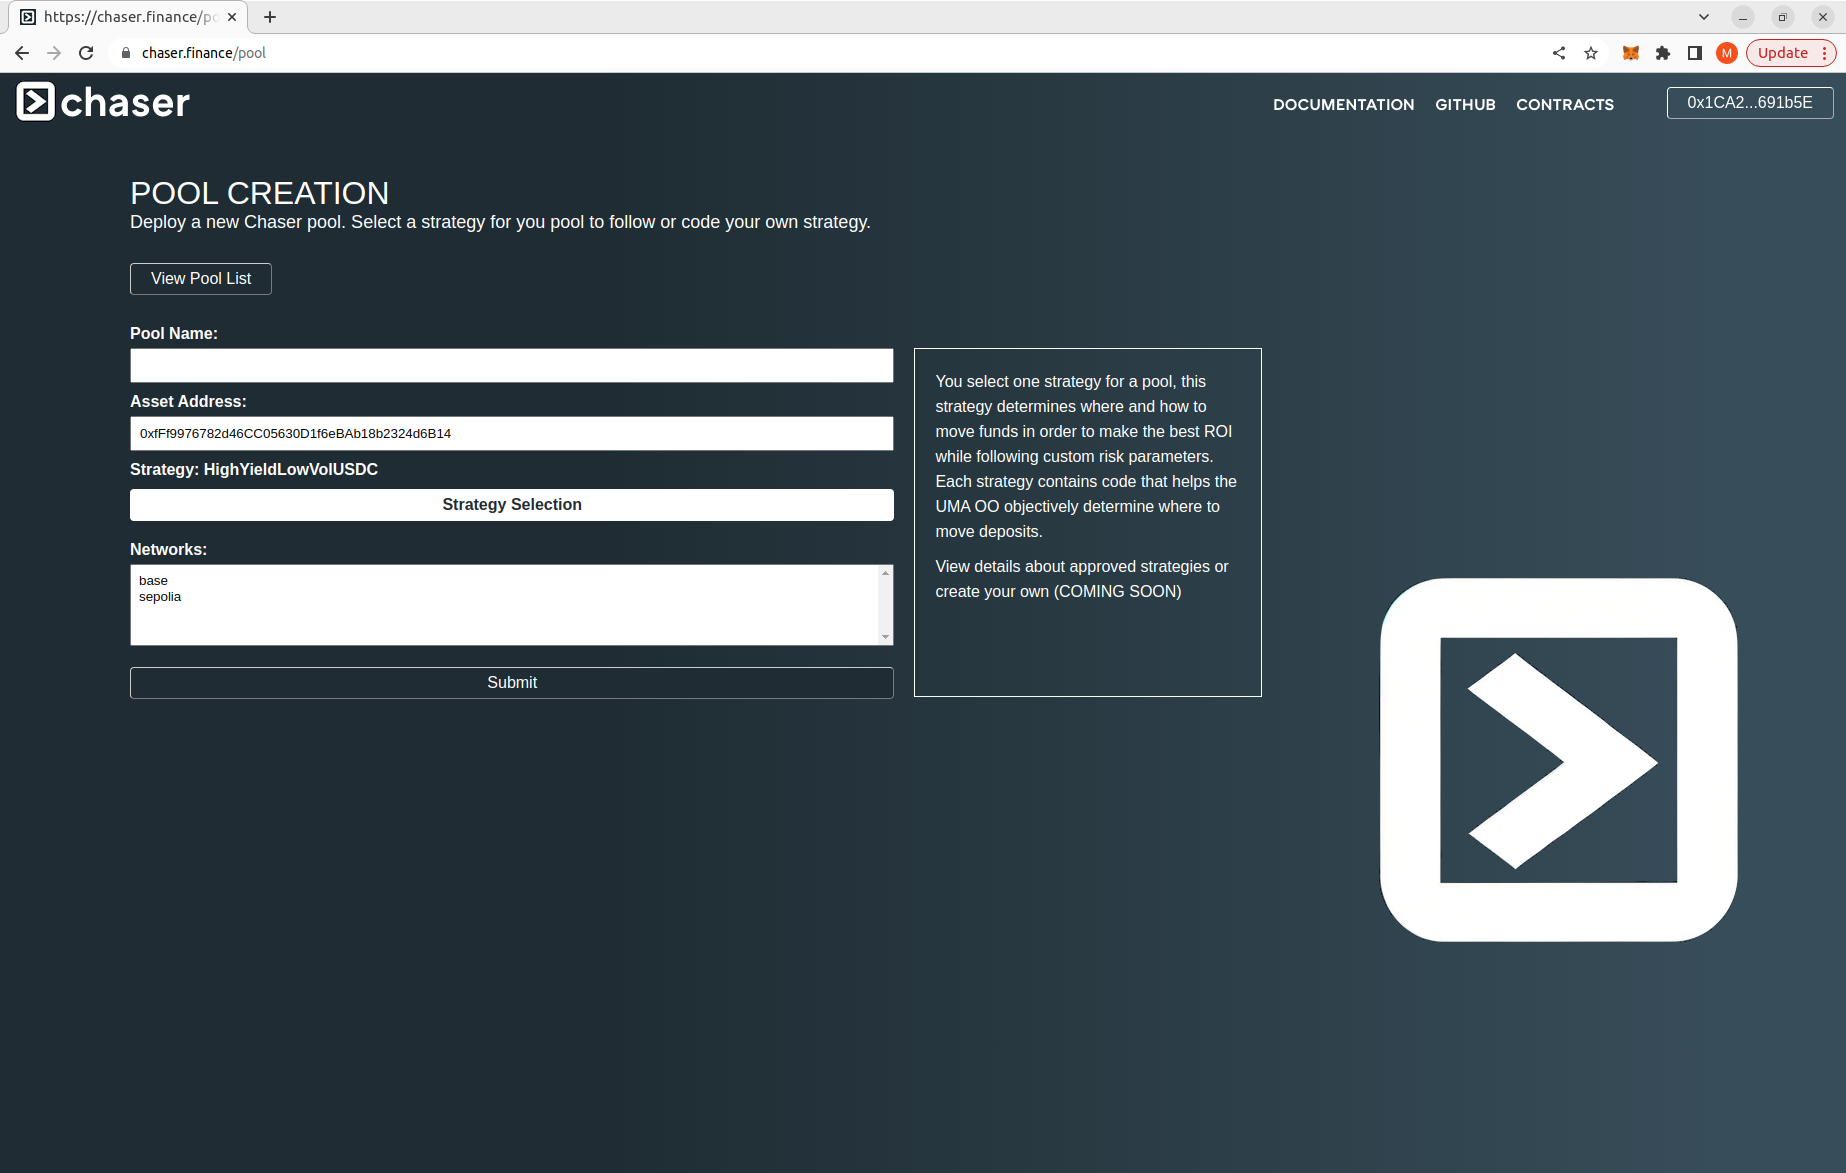 https://chaser.finance/po
chaser.finance/pool
M
Update
chaser
DOCUMENTATION
GITHUB
CONTRACTS
0x1CA2...691b5E
POOL CREATION
Deploy a new Chaser pool. Select a strategy for you pool to follow or code your own strategy.
View Pool List
Pool Name:
Asset Address:
0xfFf9976782d46CC05630D1f6eBAb18b2324d6B14
Strategy: HighYieldLowVolUSDC
Strategy Selection
Networks:
base
sepolia
Submit
You select one strategy for a pool, this
strategy determines where and how to
move funds in order to make the best ROI
while following custom risk parameters.
Each strategy contains code that helps the
UMA OO objectively determine where to
move deposits.
View details about approved strategies or
create your own (COMING SOON)